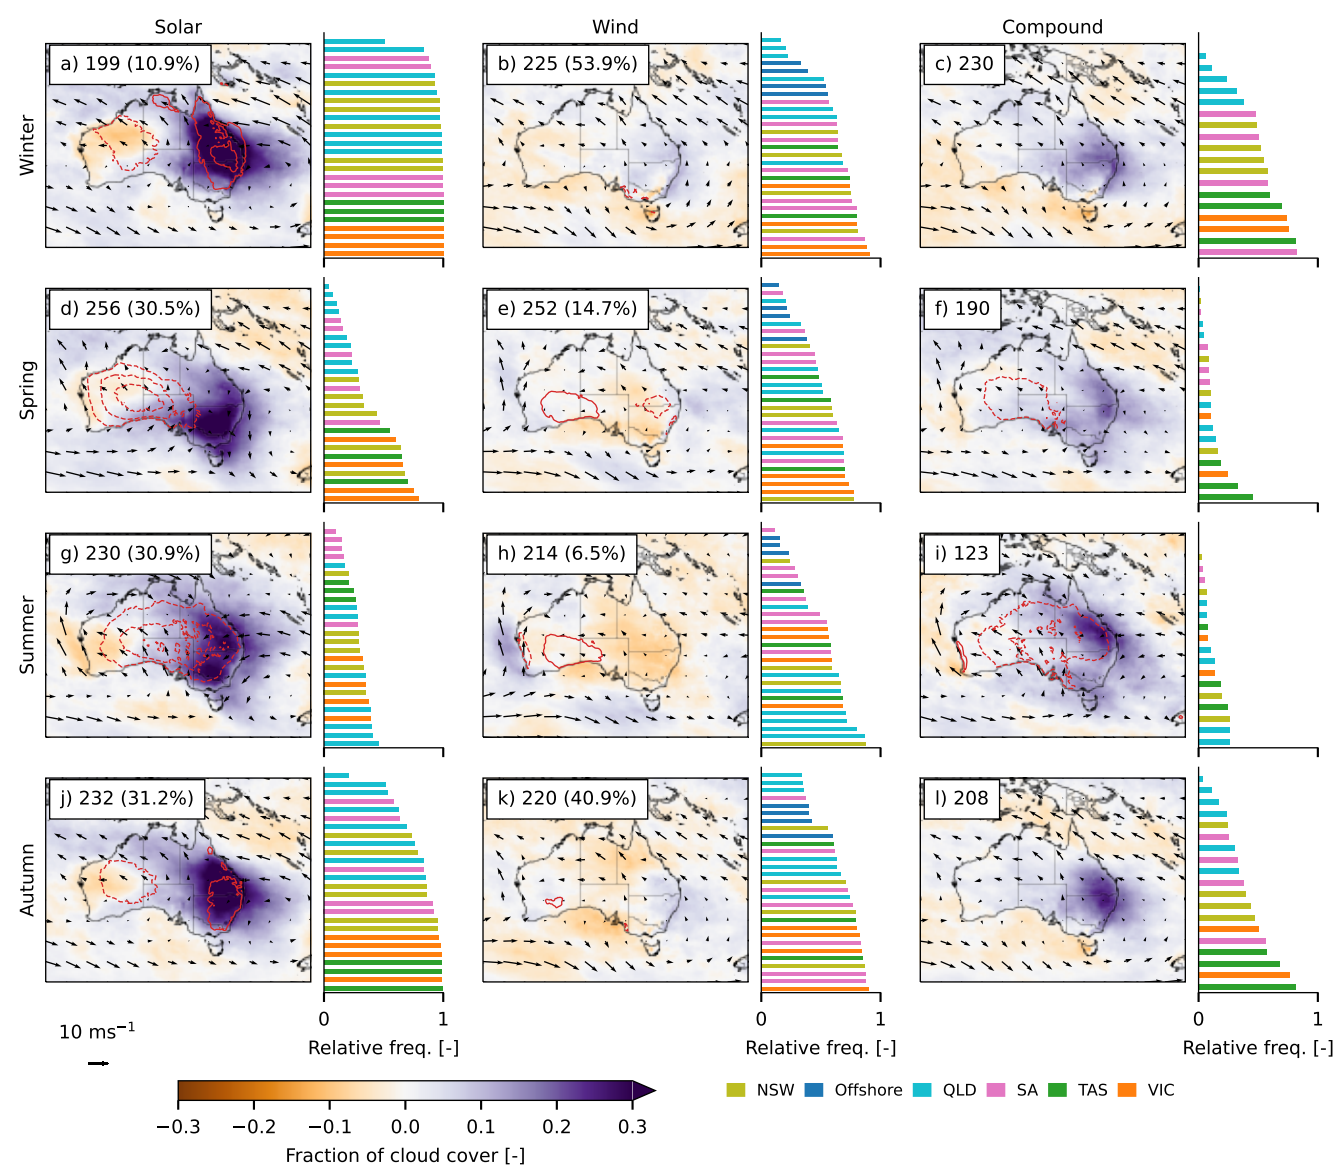 Solar Wind Compound
Winter
a) 199 (10.9%)
b) 225 (53.9%)
c) 230
Spring
d) 256 (30.5%)
e) 252 (14.7%)
f) 190
Summer
g) 230 (30.9%)
h) 214 (6.5%)
i) 123
Autumn
j) 232 (31.2%)
k) 220 (40.9%)
l) 208
0 1
Relative freq. [-]
0 1
Relative freq. [-]
0 1
Relative freq. [-]
10 ms⁻¹
−0.3 −0.2 −0.1 0.0 0.1 0.2 0.3
Fraction of cloud cover [-]
NSW Offshore QLD SA TAS VIC